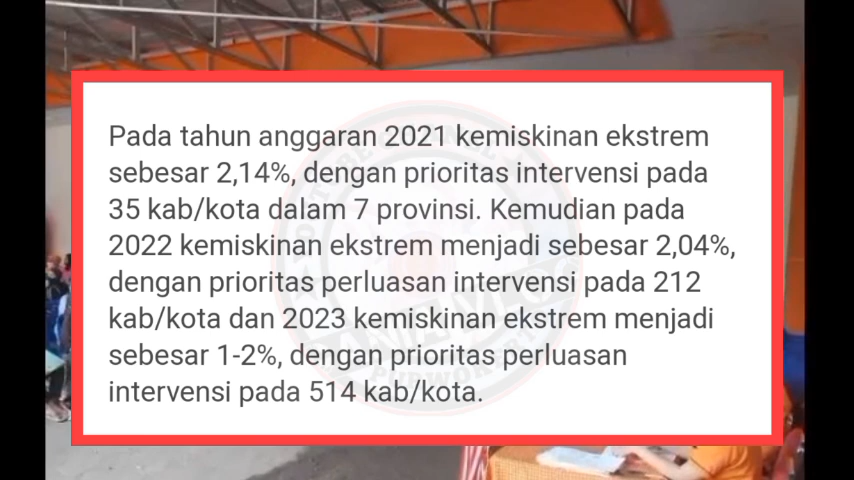 Pada tahun anggaran 2021 kemiskinan ekstrem
sebesar 2,14%, dengan prioritas intervensi pada
35 kab/kota dalam 7 provinsi. Kemudian pada
2022 kemiskinan ekstrem menjadi sebesar 2,04%,
dengan prioritas perluasan intervensi pada 212
kab/kota dan 2023 kemiskinan ekstrem menjadi
sebesar 1-2%, dengan prioritas perluasan
intervensi pada 514 kab/kota.